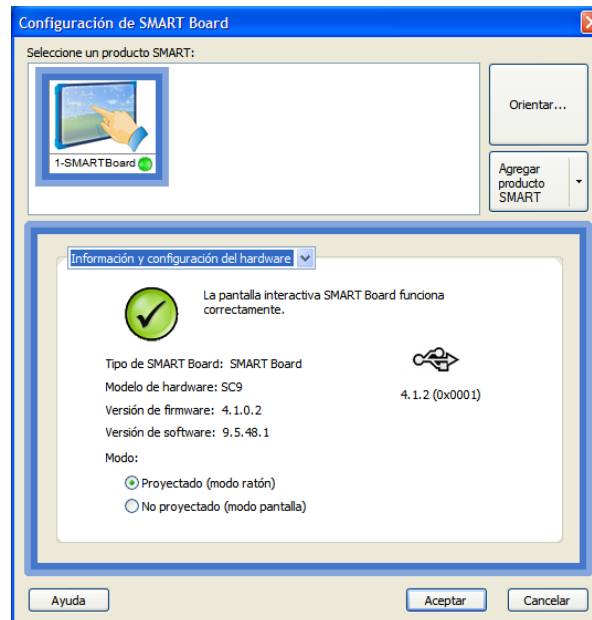 Configuración de SMART Board
Seleccione un producto SMART:
1-SMARTBoard
Orientar...
Agregar
producto
SMART
Información y configuración del hardware
La pantalla interactiva SMART Board funciona
correctamente.
Tipo de SMART Board: SMART Board
Modelo de hardware: SC9
4.1.2 (0x0001)
Versión de firmware: 4.1.0.2
Versión de software: 9.5.48.1
Modo:
Proyectado (modo ratón)
No proyectado (modo pantalla)
Ayuda
Aceptar
Cancelar